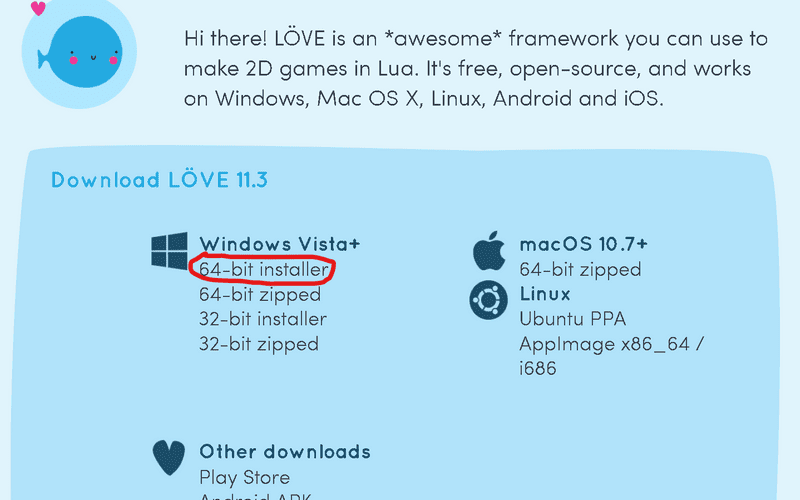 Hi there! LÖVE is an *awesome* framework you can use to
make 2D games in Lua. It's free, open-source, and works
on Windows, Mac OS X, Linux, Android and iOS.
Download LÖVE 11.3
Windows Vista+
64-bit installer
64-bit zipped
32-bit installer
32-bit zipped
macOS 10.7+
64-bit zipped
Linux
Ubuntu PPA
AppImage x86_64 /
i686
Other downloads
Play Store
Android APK